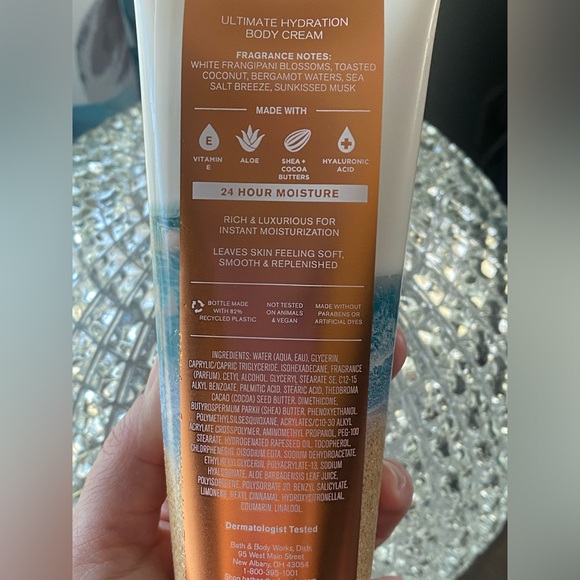 ULTIMATE HYDRATION
BODY CREAM
FRAGRANCE NOTES:
WHITE FRANGIPANI BLOSSOMS, TOASTED
COCONUT, BERGAMOT WATERS, SEA
SALT BREEZE, SUNKISSED MUSK
MADE WITH
E
VITAMIN
E
ALOE
SHEA +
COCOA
BUTTERS
HYALURONIC
ACID
24 HOUR MOISTURE
RICH & LUXURIOUS FOR
INSTANT MOISTURIZATION
LEAVES SKIN FEELING SOFT,
SMOOTH & REPLENISHED
BOTTLE MADE
WITH 82%
RECYCLED PLASTIC
NOT TESTED
ON ANIMALS
& VEGAN
MADE WITHOUT
PARABENS OR
ARTIFICIAL DYES
INGREDIENTS: WATER (AQUA, EAU), GLYCERIN,
CAPRYLIC/CAPRIC TRIGLYCERIDE, ISOHEXADECANE, FRAGRANCE
(PARFUM), CETYL ALCOHOL, GLYCERYL STEARATE SE, C12-15
ALKYL BENZOATE, PALMITIC ACID, STEARIC ACID, THEOBROMA
CACAO (COCOA) SEED BUTTER, DIMETHICONE,
BUTYROSPERMUM PARKII (SHEA) BUTTER, PHENOXYETHANOL,
POLYMETHYLSILSESQUIOXANE, ACRYLATES/C10-30 ALKYL
ACRYLATE CROSSPOLYMER, AMINOMETHYL PROPANOL, PEG-100
STEARATE, HYDROGENATED RAPESEED OIL, TOCOPHEROL,
CHLORPHENESIN, DISODIUM EDTA, SODIUM DEHYDROACETATE,
ETHYLHEXYLGLYCERIN, POLYACRYLATE-13, SODIUM
HYALURONATE, ALOE BARBADENSIS LEAF JUICE,
POLYISOBUTENE, POLYSORBATE 20, BENZYL SALICYLATE,
LIMONENE, HEXYL CINNAMAL, HYDROXYCITRONELLAL,
COUMARIN, LINALOOL.
Dermatologist Tested
Bath & Body Works, Distr.
95 West Main Street
New Albany, OH 43054
1-800-395-1001